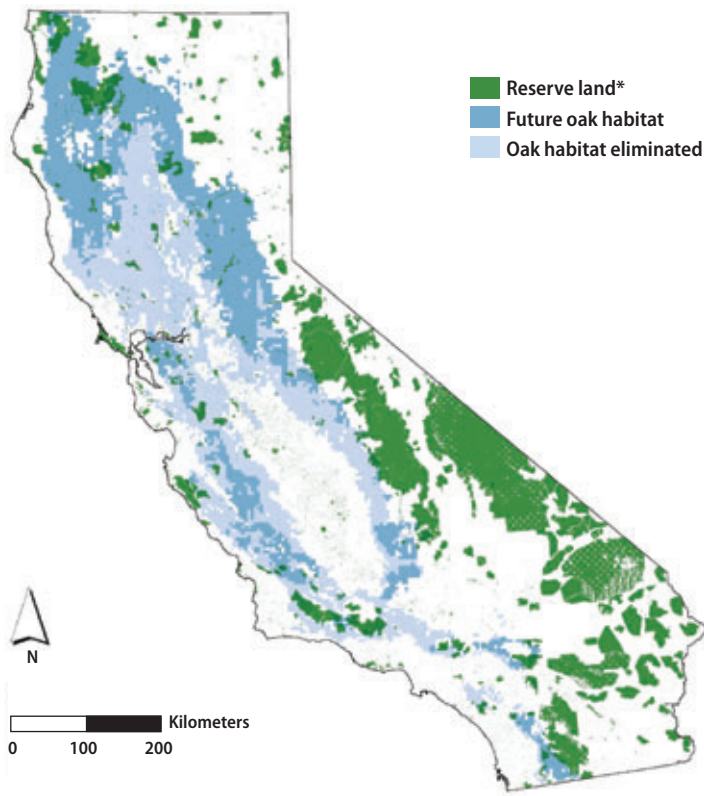 Reserve land*
Future oak habitat
Oak habitat eliminated
N
Kilometers
0 100 200